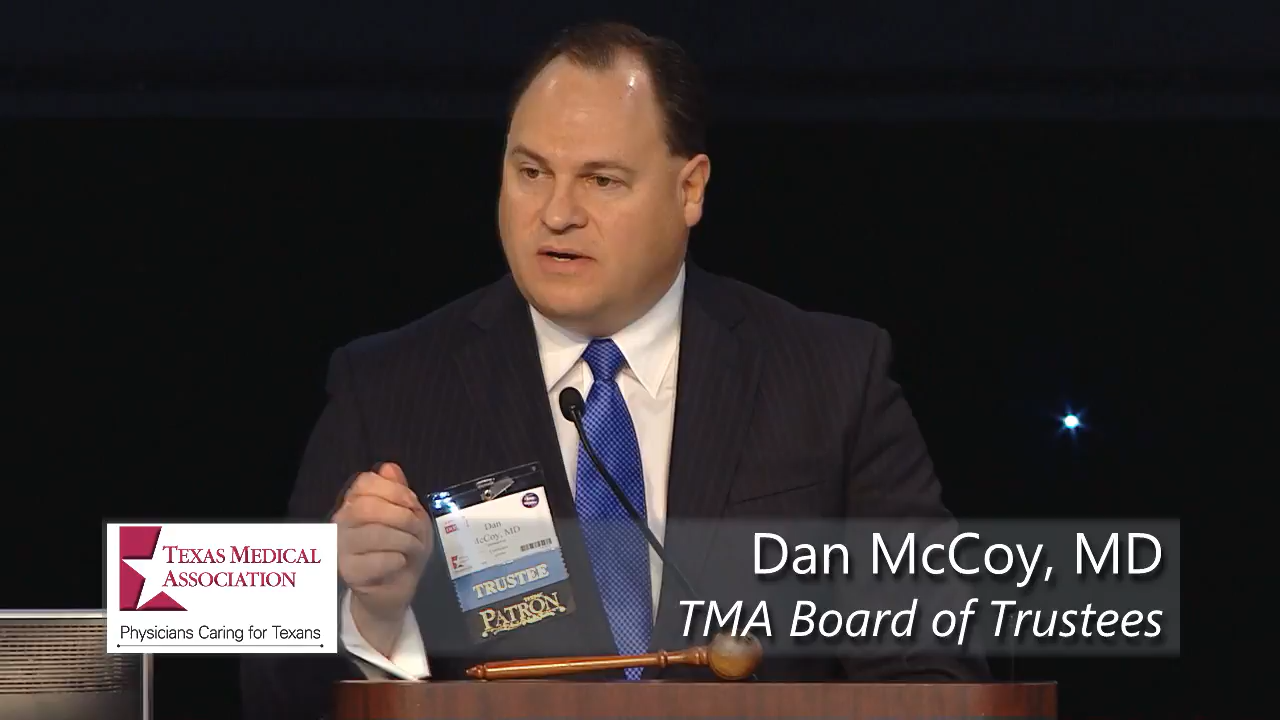 Dan
McCoy, MD
TRUSTEE
PATRON
TEXAS MEDICAL
ASSOCIATION
Physicians Caring for Texans
Dan McCoy, MD
TMA Board of Trustees